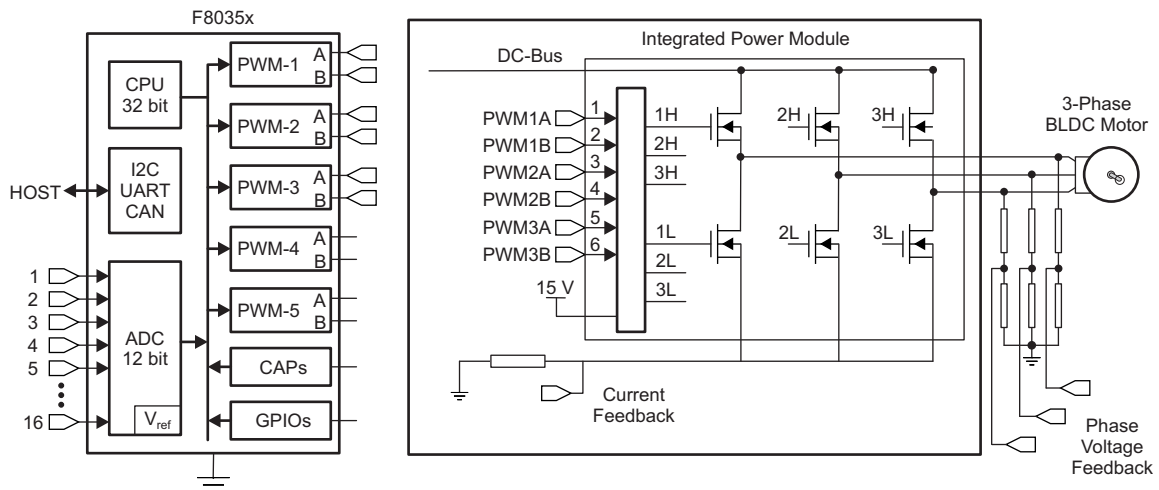 F8035x
CPU
32 bit
I2C
UART
CAN
HOST
ADC
12 bit
Vref
1
2
3
4
5
16
PWM-1
A
B
PWM-2
A
B
PWM-3
A
B
PWM-4
A
B
PWM-5
A
B
CAPs
GPIOs
Integrated Power Module
DC-Bus
PWM1A
1
PWM1B
2
PWM2A
3
PWM2B
4
PWM3A
5
PWM3B
6
15 V
1H
2H
3H
1L
2L
3L
2H
3H
2L
3L
Current
Feedback
3-Phase
BLDC Motor
Phase
Voltage
Feedback